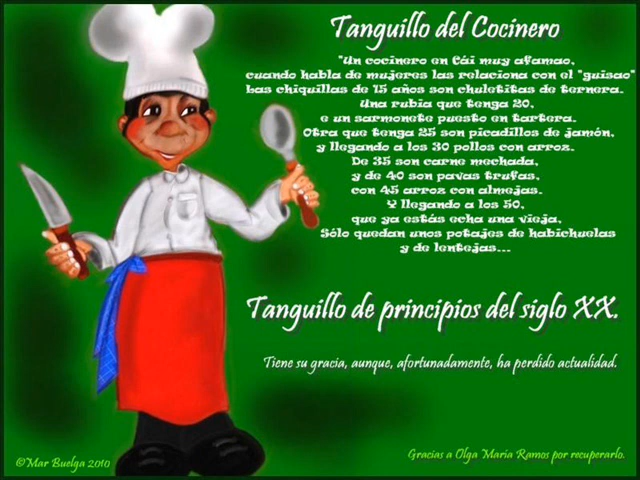 Tanguillo del Cocinero
"Un cocinero en Cái muy afamao,
cuando habla de mujeres las relaciona con el "guisao"
Las chiquillas de 15 años son chuletitas de ternera.
Una rubia que tenga 20,
e un sarmonete puesto en tartera.
Otra que tenga 25 son picadillos de jamón,
y llegando a los 30 pollos con arroz.
De 35 son carne mechada,
y de 40 son pavas trufas,
con 45 arroz con almejas.
Y llegando a los 50,
que ya estás echa una vieja,
Sólo quedan unos potajes de habichuelas
y de lentejas...
Tanguillo de principios del siglo XX.
Tiene su gracia, aunque, afortunadamente, ha perdido actualidad.
Gracias a Olga María Ramos por recuperarlo.
©Mar Buelga 2010